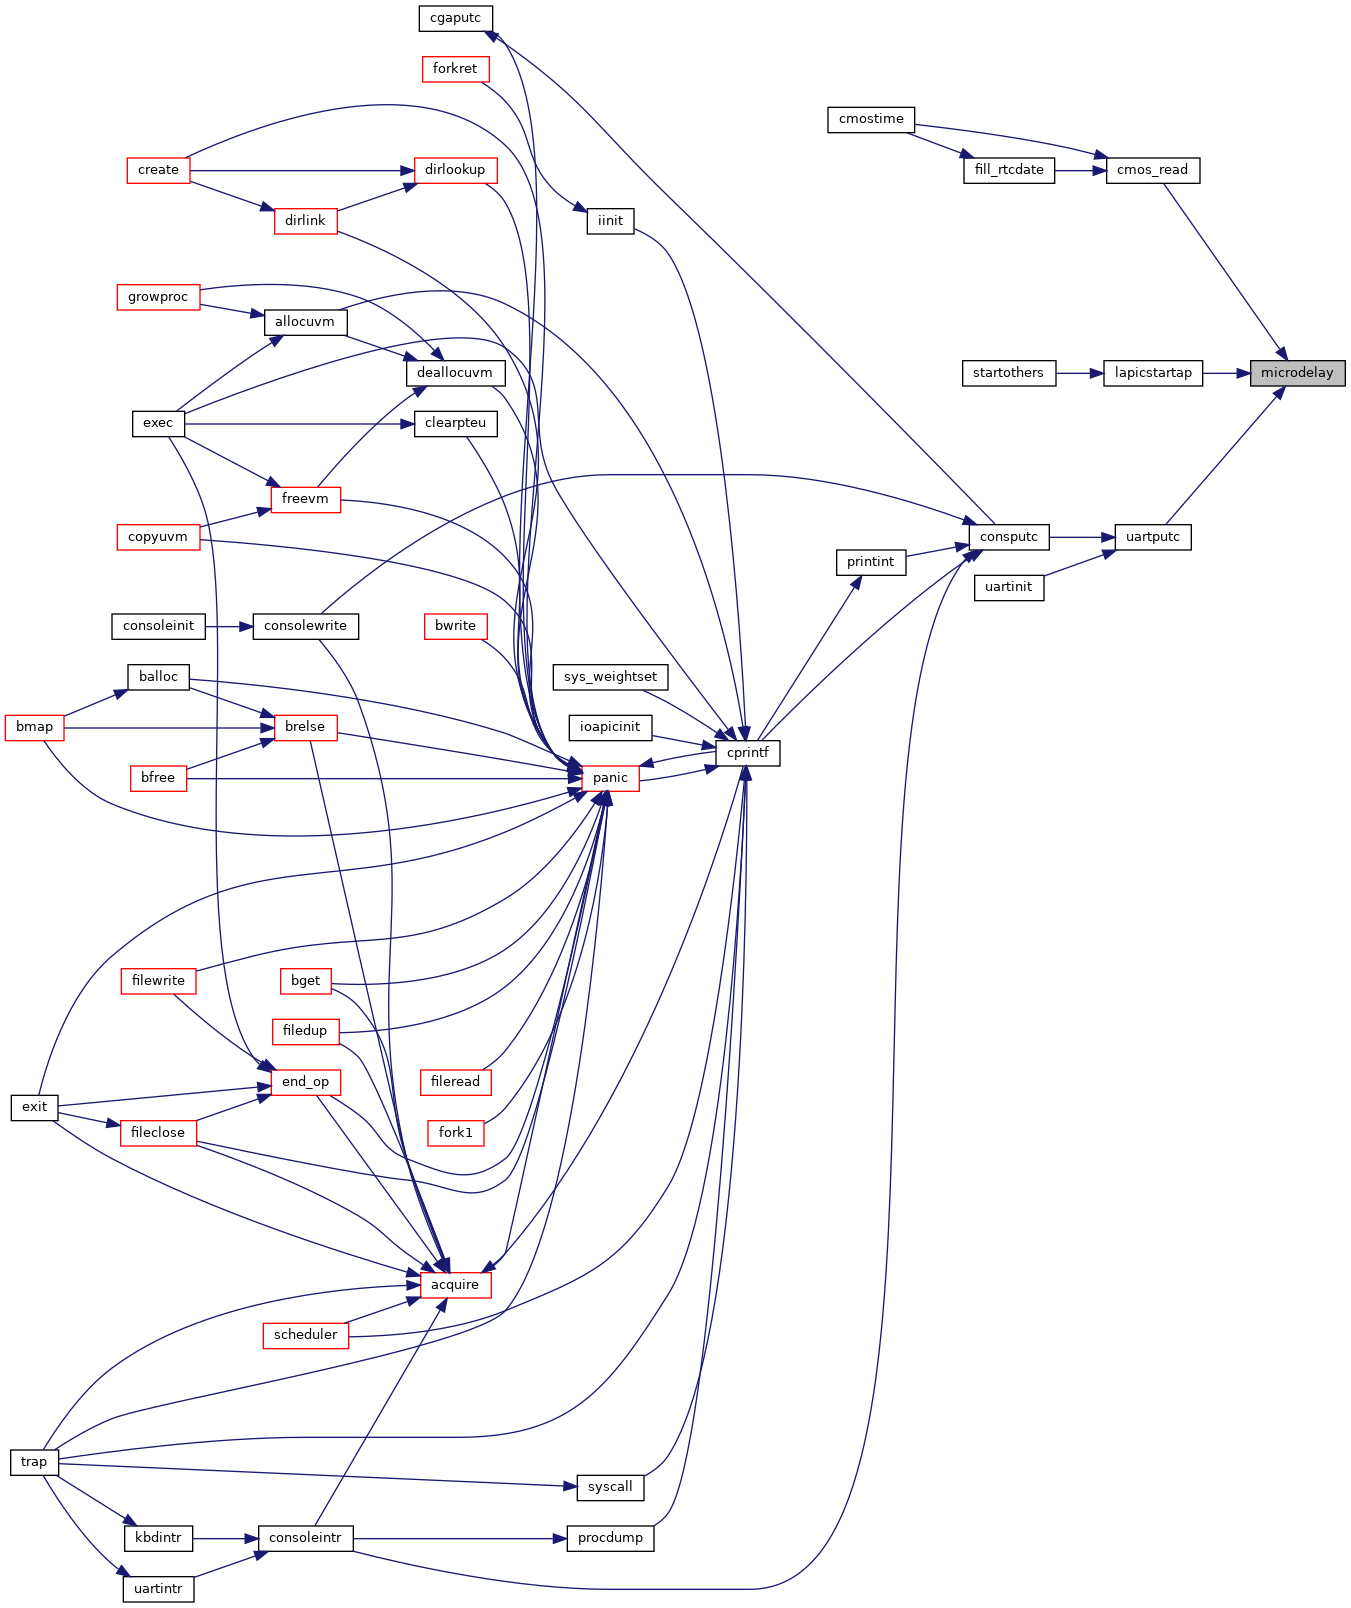 cgaputc
forkret
cmostime
create
dirlookup
fill_rtcdate
cmos_read
dirlink
iinit
growproc
allocuvm
deallocuvm
startothers
lapicstartap
microdelay
exec
clearpteu
freevm
copyuvm
consputc
uartputc
printint
uartinit
consoleinit
consolewrite
bwrite
balloc
sys_weightset
bmap
brelse
ioapicinit
cprintf
bfree
panic
filewrite
bget
filedup
end_op
fileread
exit
fileclose
fork1
acquire
scheduler
trap
syscall
kbdintr
consoleintr
procdump
uartintr